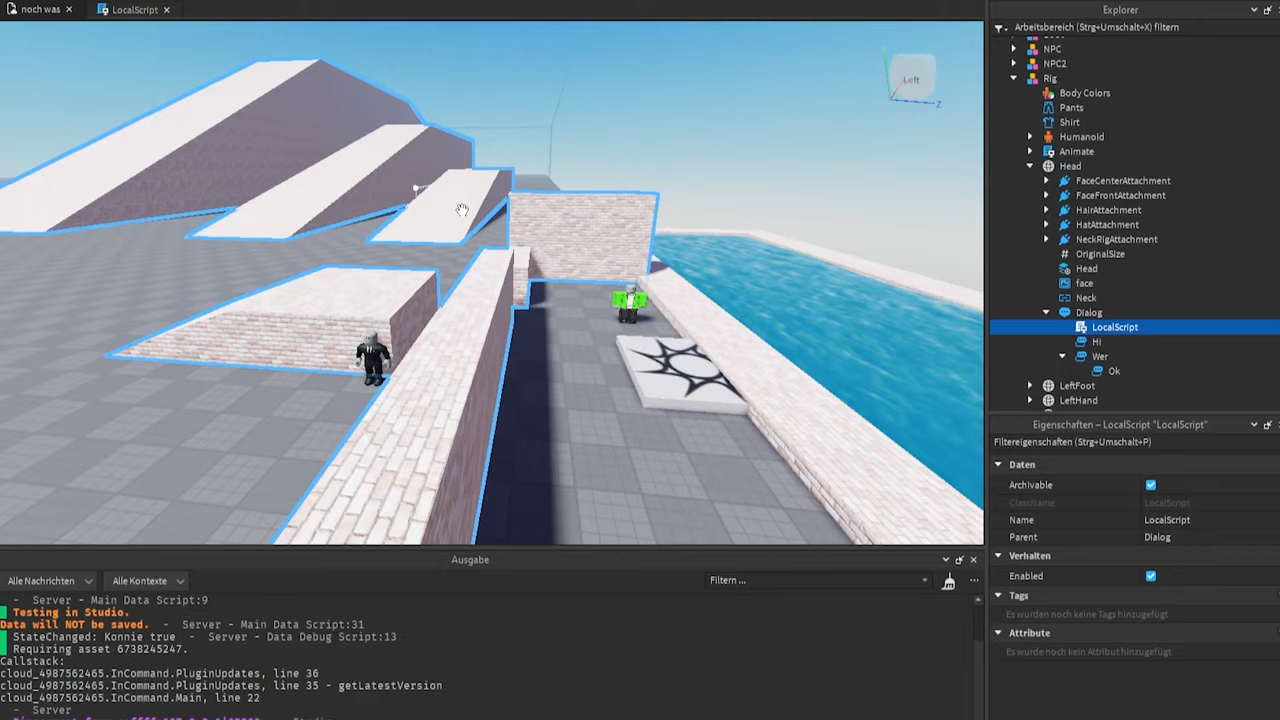 noch was
LocalScript
Left
Z
Explorer
Arbeitsbereich (Strg+Umschalt+X) filtern
NPC
NPC2
Rig
Body Colors
Pants
Shirt
Humanoid
Animate
Head
FaceCenterAttachment
FaceFrontAttachment
HairAttachment
HatAttachment
NeckRigAttachment
OriginalSize
Head
face
Neck
Dialog
LocalScript
Hi
Wer
Ok
LeftFoot
LeftHand
Eigenschaften – LocalScript "LocalScript"
Filtereigenschaften (Strg+Umschalt+P)
Daten
Archivable
ClassName LocalScript
Name LocalScript
Parent Dialog
Verhalten
Enabled
Tags
Es wurden noch keine Tags hinzugefügt
Attribute
Es wurde noch kein Attribut hinzugefügt
Ausgabe
Alle Nachrichten
Alle Kontexte
Filtern ...
- Server - Main Data Script:9
Testing in Studio.
Data will NOT be saved. - Server - Main Data Script:31
StateChanged: Konnie true - Server - Data Debug Script:13
Requiring asset 6738245247.
Callstack:
cloud_4987562465.InCommand.PluginUpdates, line 36
cloud_4987562465.InCommand.PluginUpdates, line 35 - getLatestVersion
cloud_4987562465.InCommand.Main, line 22
- Server